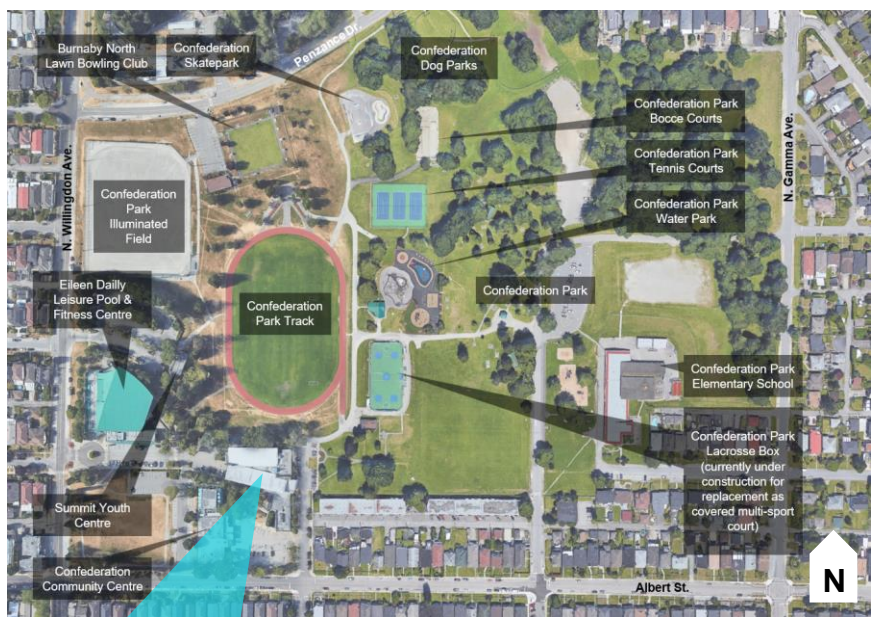 Burnaby North
Lawn Bowling Club
Confederation
Skatepark
Penzance Dr.
Confederation
Dog Parks
Confederation Park
Bocce Courts
Confederation Park
Tennis Courts
Confederation Park
Water Park
N. Willingdon Ave.
N. Gamma Ave.
Confederation
Park
Illuminated
Field
Eileen Dailly
Leisure Pool &
Fitness Centre
Confederation
Park Track
Confederation Park
Confederation Park
Elementary School
Confederation Park
Lacrosse Box
(currently under
construction for
replacement as
covered multi-sport
court)
Summit Youth
Centre
Confederation
Community Centre
Albert St.
N